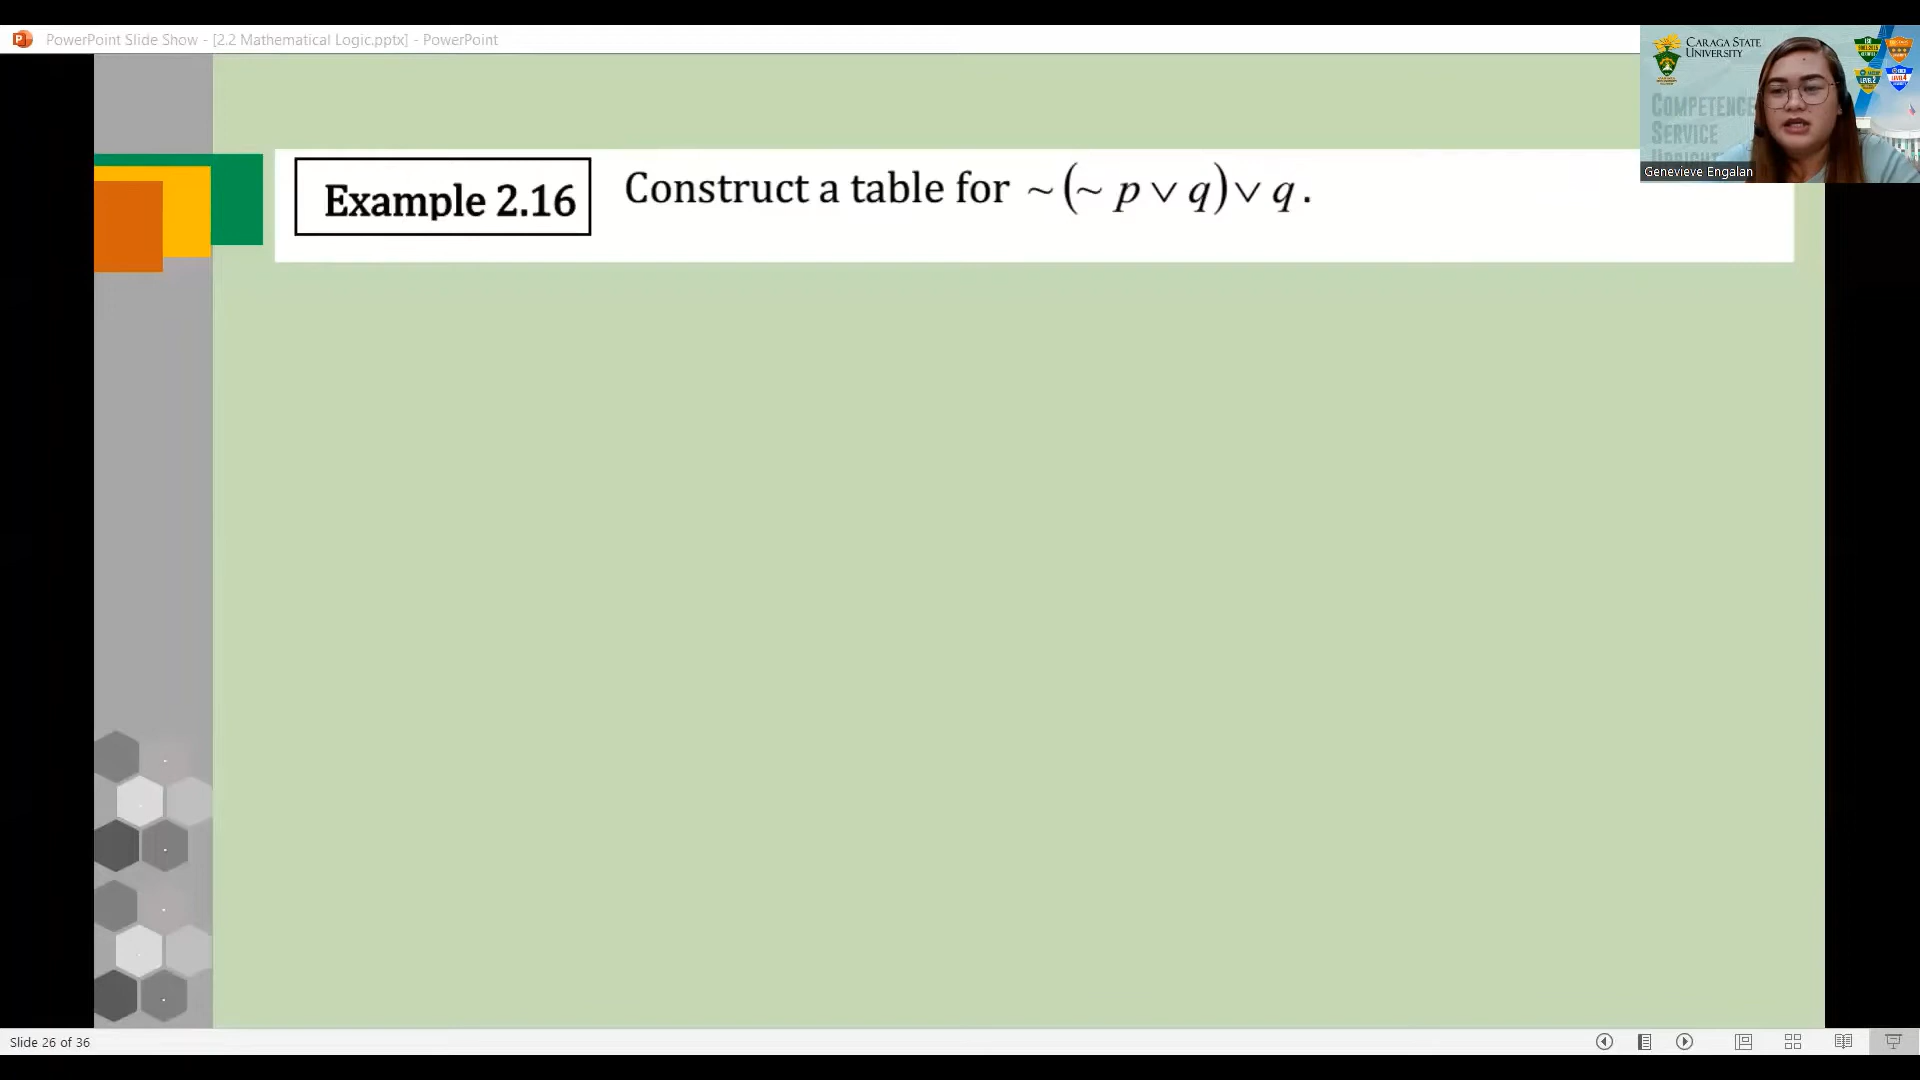 PowerPoint Slide Show - [2.2 Mathematical Logic.pptx] - PowerPoint
CARAGA STATE
UNIVERSITY
COMPETENCE
SERVICE
Genevieve Engalan
Example 2.16 Construct a table for ~(~ p ∨ q) ∨ q.
Slide 26 of 36